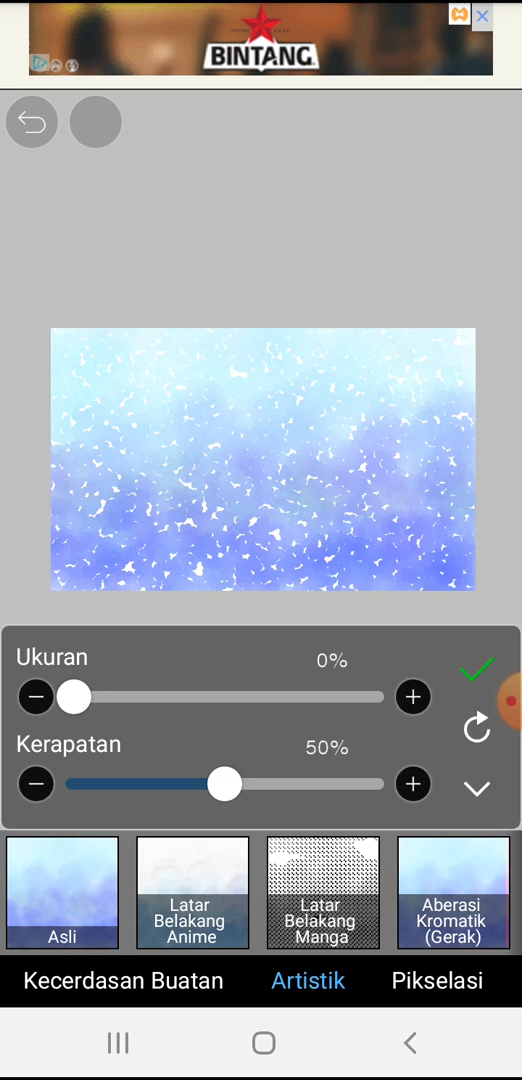 BINTANG
Ukuran
0%
Kerapatan
50%
Asli
Latar
Belakang
Anime
Latar
Belakang
Manga
Aberasi
Kromatik
(Gerak)
Kecerdasan Buatan
Artistik
Pikselasi